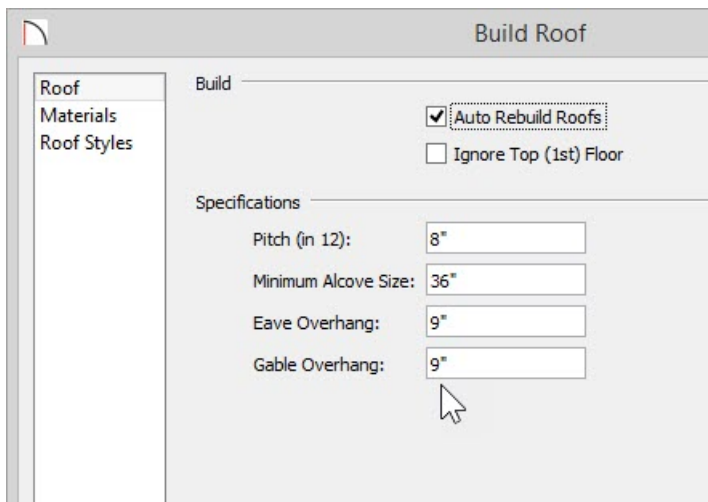 Build Roof
Roof
Materials
Roof Styles
Build
Auto Rebuild Roofs
Ignore Top (1st) Floor
Specifications
Pitch (in 12): 8"
Minimum Alcove Size: 36"
Eave Overhang: 9"
Gable Overhang: 9"